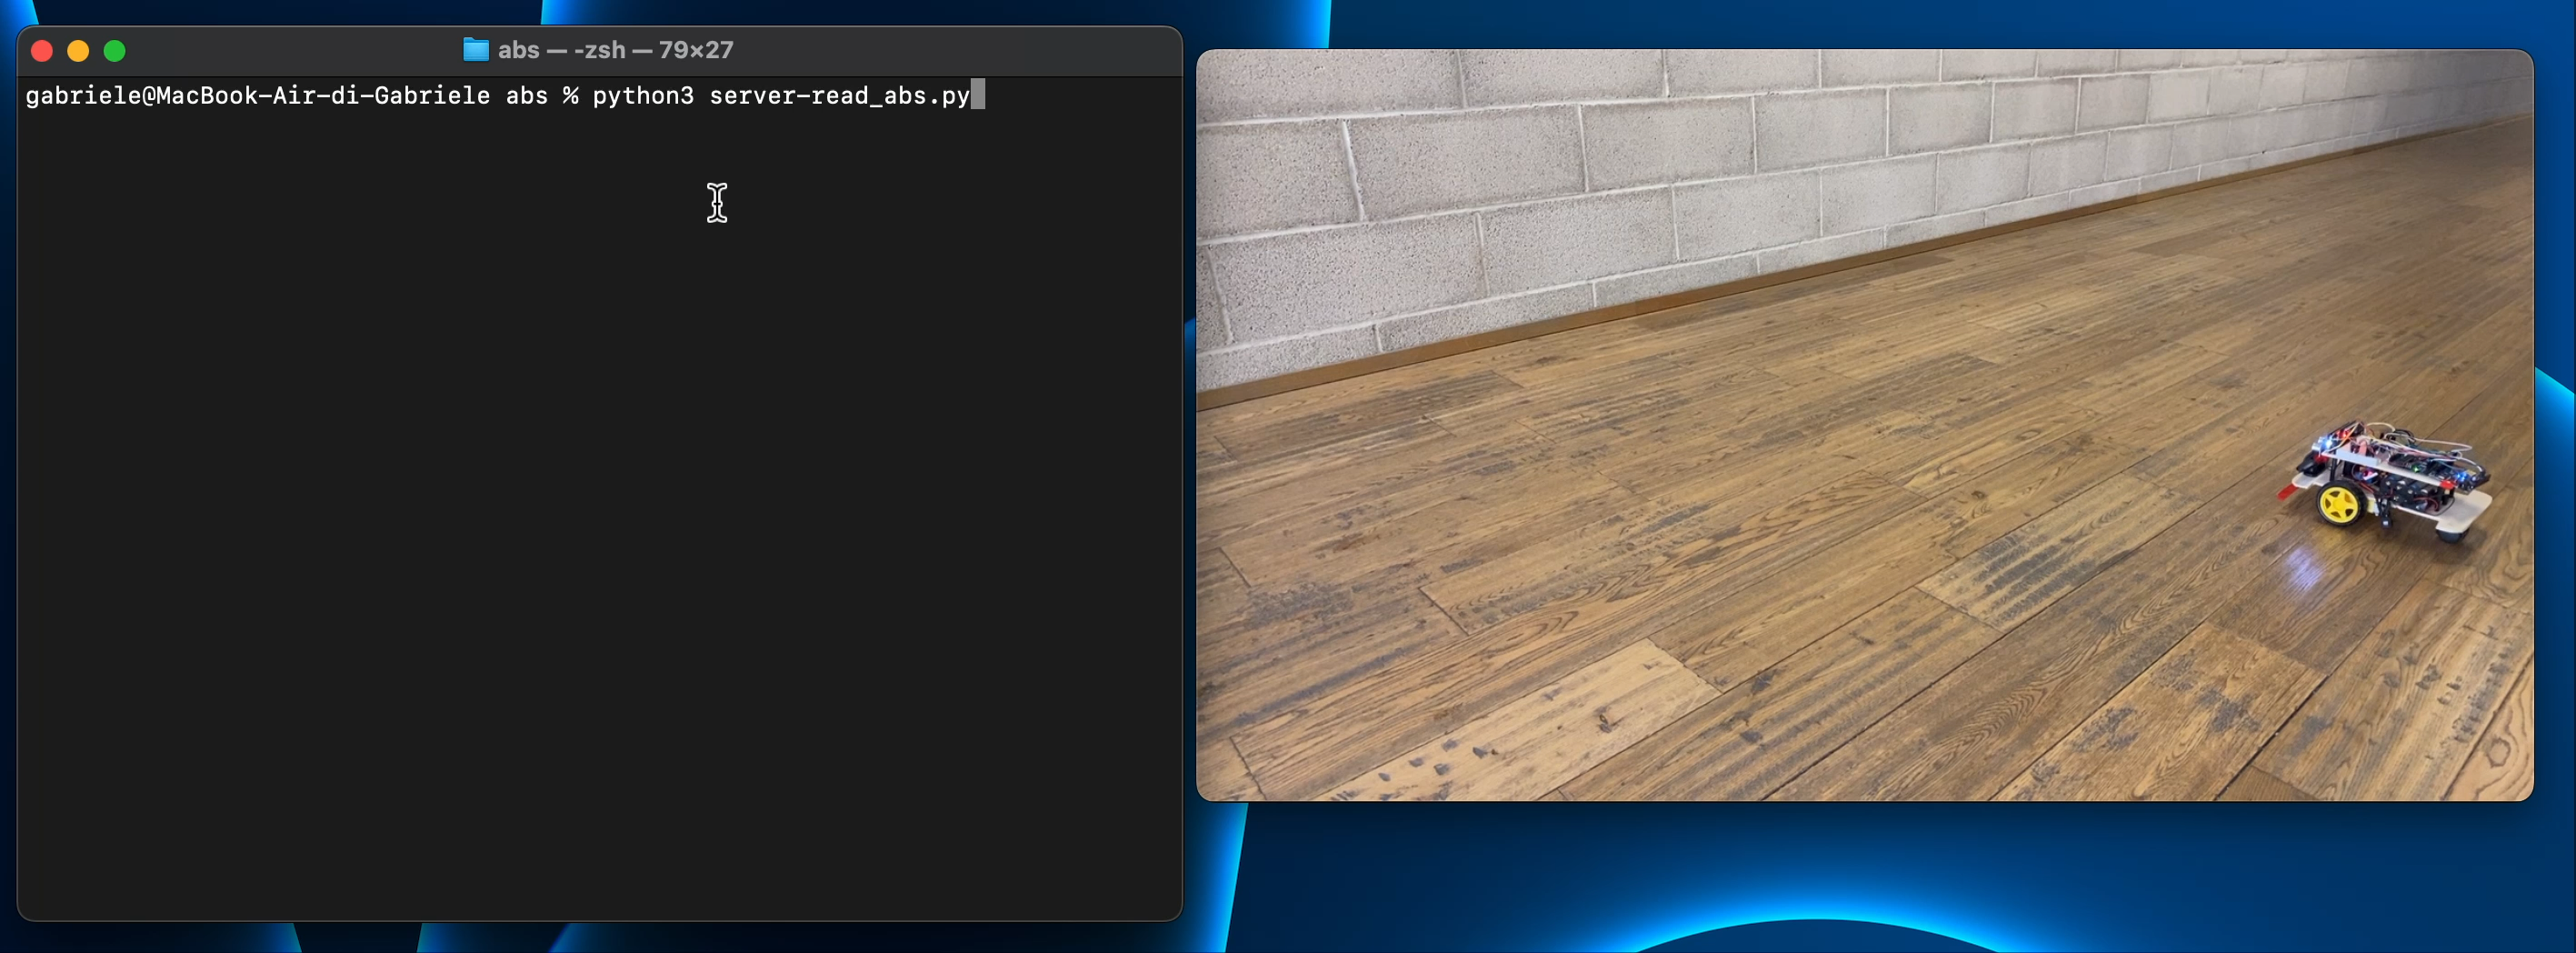 abs — -zsh — 79×27
gabriele@MacBook-Air-di-Gabriele abs % python3 server-read_abs.py